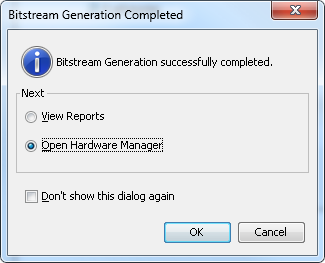 Bitstream Generation Completed
Bitstream Generation successfully completed.
Next
View Reports
Open Hardware Manager
Don't show this dialog again
OK
Cancel